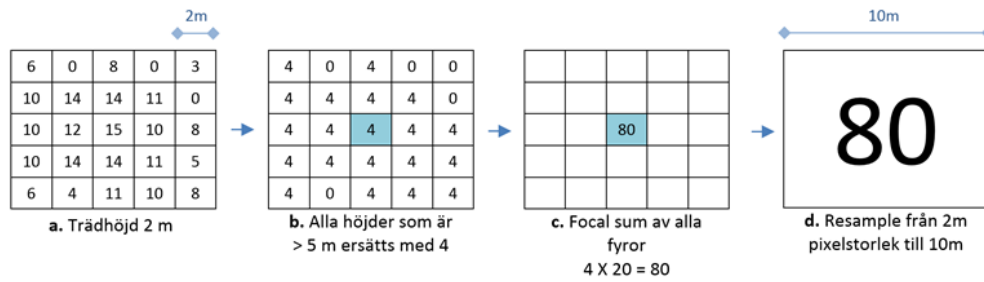 2m
10m
6 0 8 0 3
10 14 14 11 0
10 12 15 10 8
10 14 14 11 5
6 4 11 10 8
a. Trädhöjd 2 m
4 0 4 0 0
4 4 4 4 0
4 4 4 4 4
4 4 4 4 4
4 0 4 4 4
b. Alla höjder som är
> 5 m ersätts med 4
80
c. Focal sum av alla
fyror
4 X 20 = 80
80
d. Resample från 2m
pixelstorlek till 10m